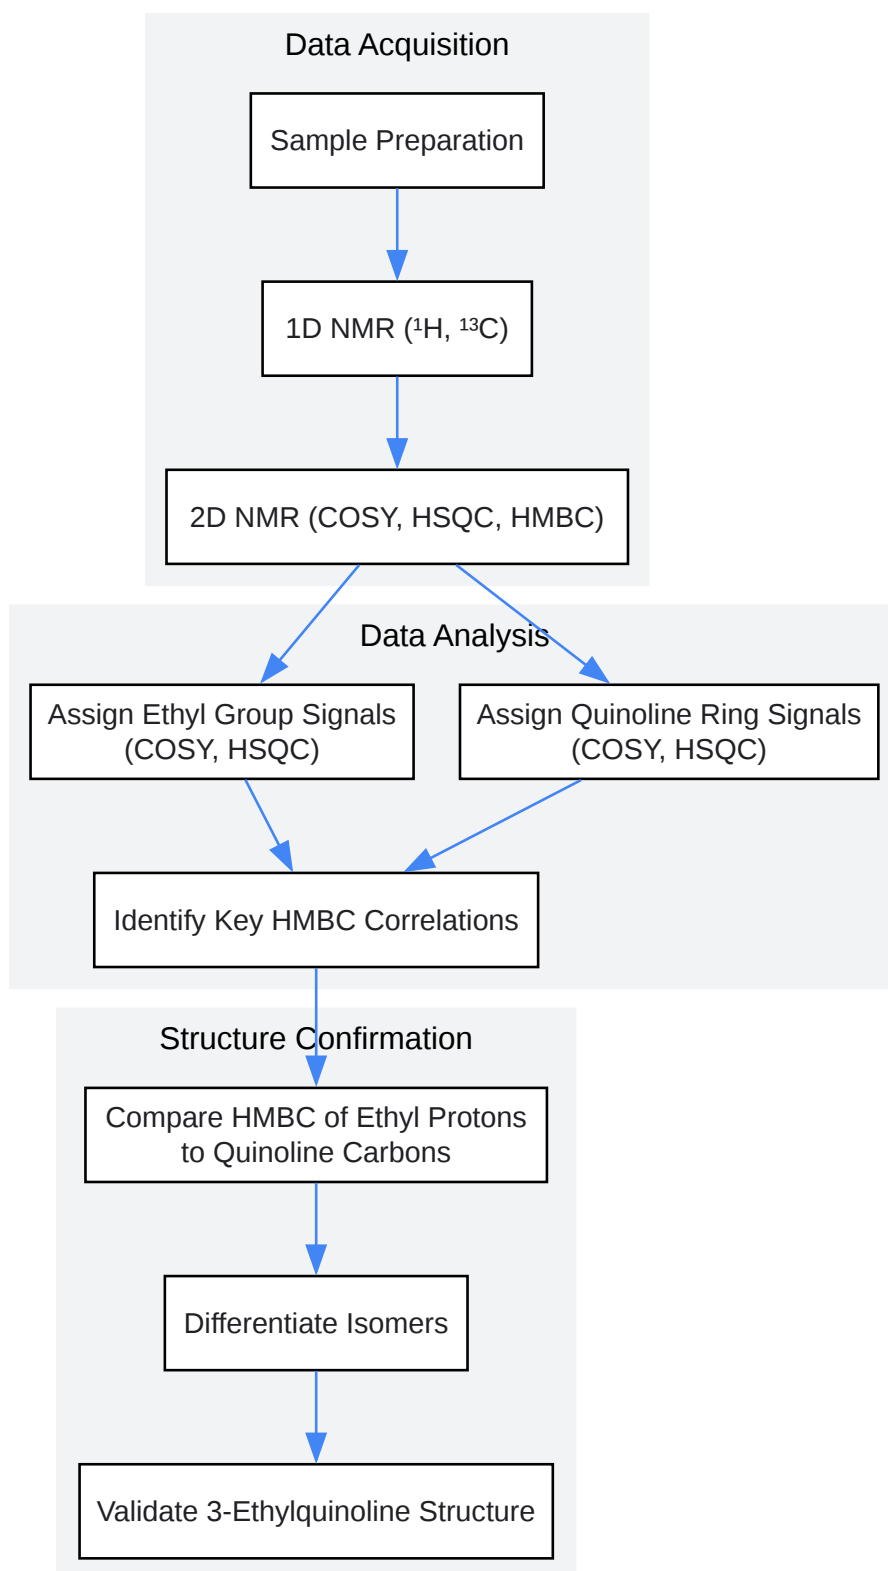 Data Acquisition
Sample Preparation
1D NMR (¹H, ¹³C)
2D NMR (COSY, HSQC, HMBC)
Data Analysis
Assign Ethyl Group Signals
(COSY, HSQC)
Assign Quinoline Ring Signals
(COSY, HSQC)
Identify Key HMBC Correlations
Structure Confirmation
Compare HMBC of Ethyl Protons
to Quinoline Carbons
Differentiate Isomers
Validate 3-Ethylquinoline Structure